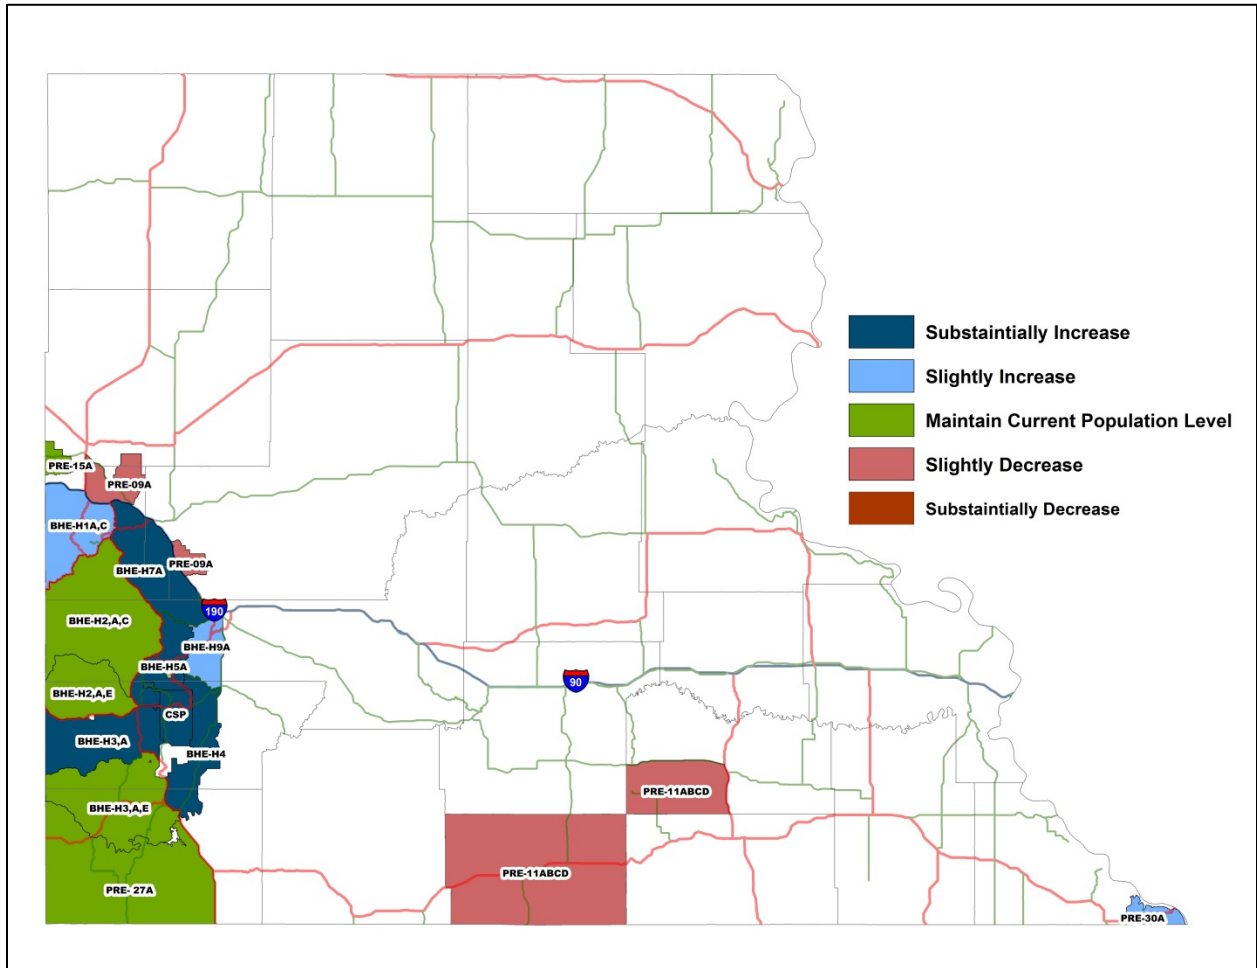 Substaintially Increase
Slightly Increase
Maintain Current Population Level
Slightly Decrease
Substaintially Decrease
PRE-15A
PRE-09A
BHE-H1A,C
BHE-H7A
PRE-09A
190
BHE-H2,A,C
BHE-H9A
BHE-H5A
90
BHE-H2,A,E
CSP
BHE-H3,A
BHE-H4
PRE-11ABCD
BHE-H3,A,E
PRE-11ABCD
PRE- 27A
PRE-30A